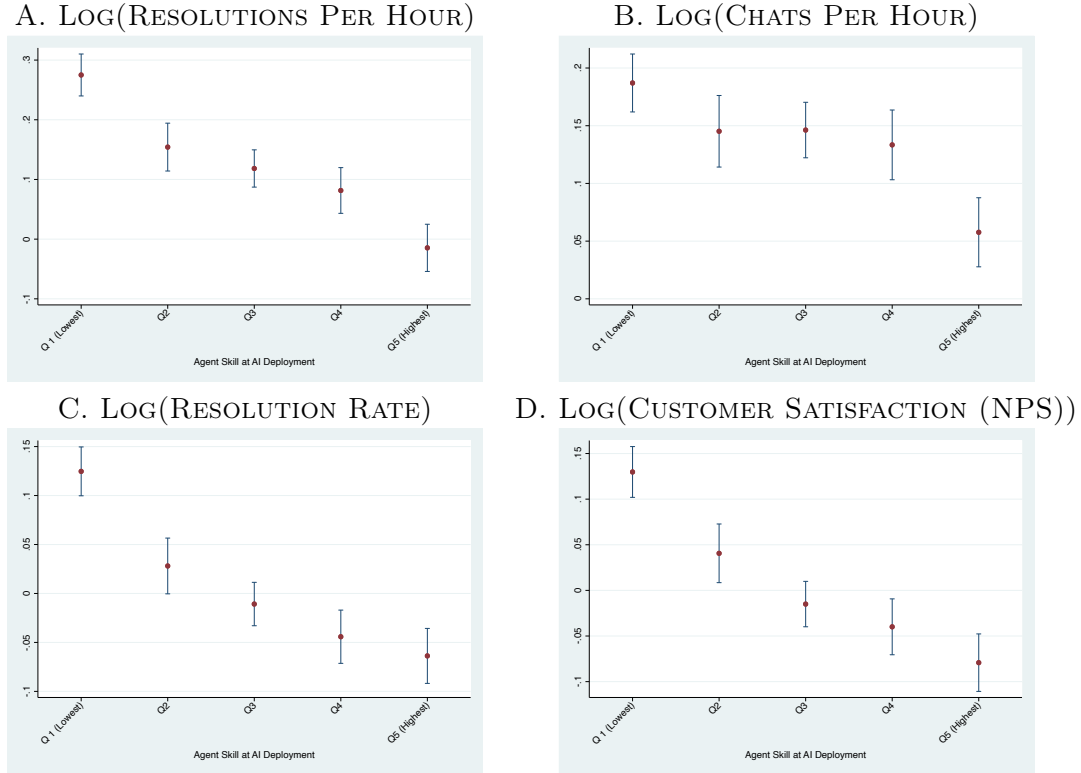 A. Log(Resolutions Per Hour)
B. Log(Chats Per Hour)
.3
.2
.1
0
-.1
Q 1 (Lowest)
Q2
Q3
Q4
Q5 (Highest)
Agent Skill at AI Deployment
.2
.15
.1
.05
0
Q 1 (Lowest)
Q2
Q3
Q4
Q5 (Highest)
Agent Skill at AI Deployment
C. Log(Resolution Rate)
D. Log(Customer Satisfaction (NPS))
.15
.1
.05
0
-.05
-.1
Q 1 (Lowest)
Q2
Q3
Q4
Q5 (Highest)
Agent Skill at AI Deployment
.15
.1
.05
0
-.05
-.1
Q 1 (Lowest)
Q2
Q3
Q4
Q5 (Highest)
Agent Skill at AI Deployment